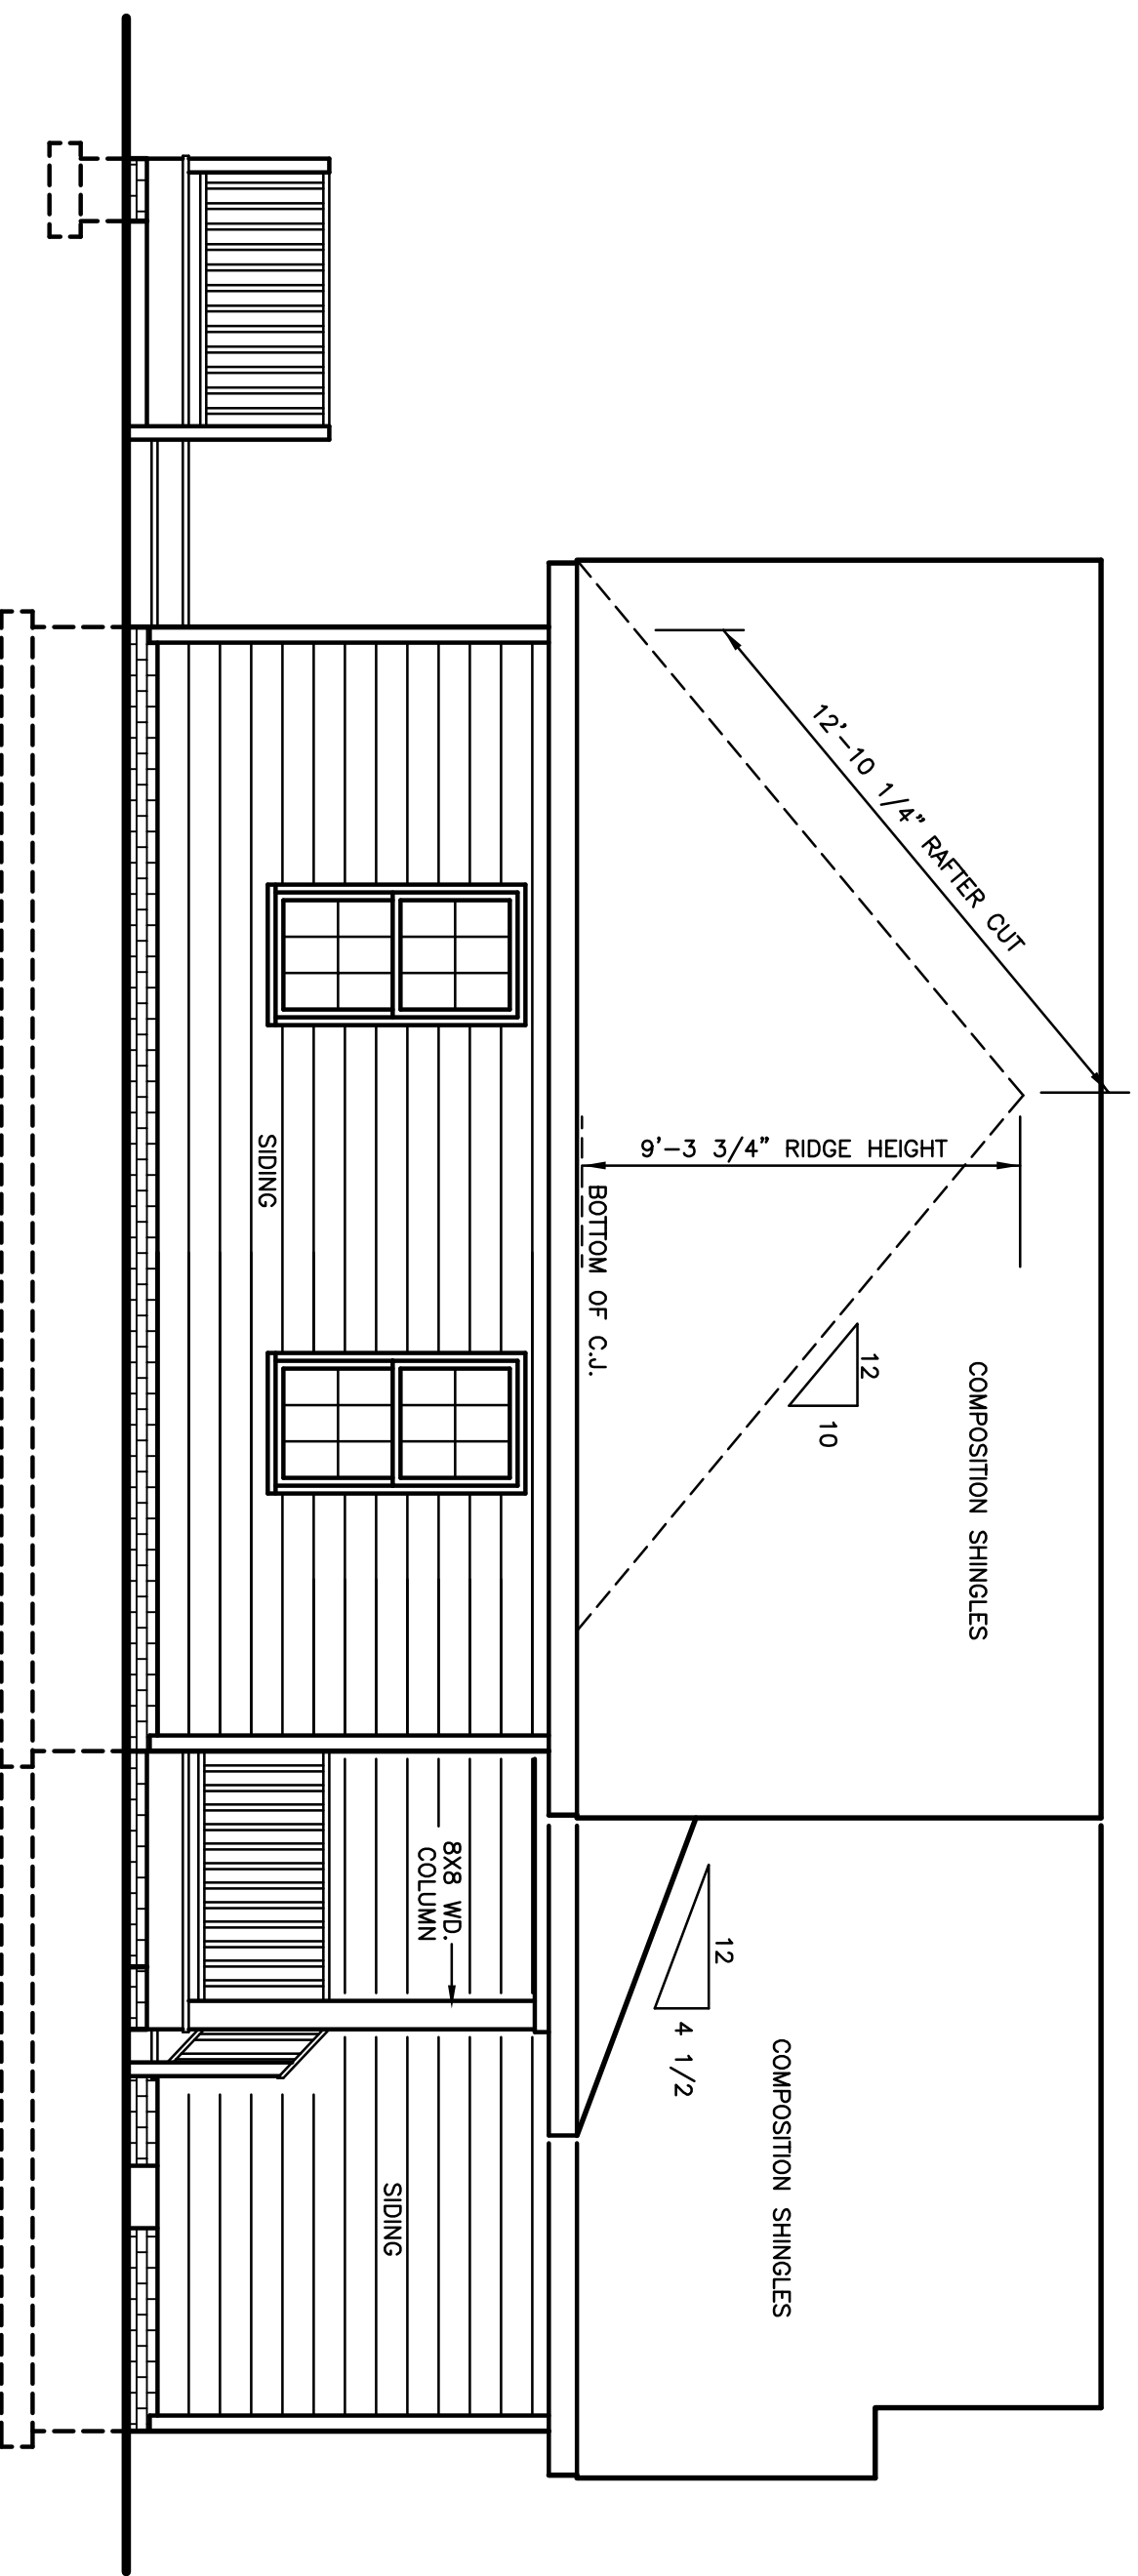 12'-10 1/4" RAFTER CUT
9'-3 3/4" RIDGE HEIGHT
BOTTOM OF C.J.
12
10
COMPOSITION SHINGLES
12
4 1/2
COMPOSITION SHINGLES
SIDING
8X8 WD.
COLUMN
SIDING